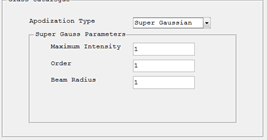 Apodization Type Super Gaussian
Super Gauss Parameters
Maximum Intensity 1
Order 1
Beam Radius 1